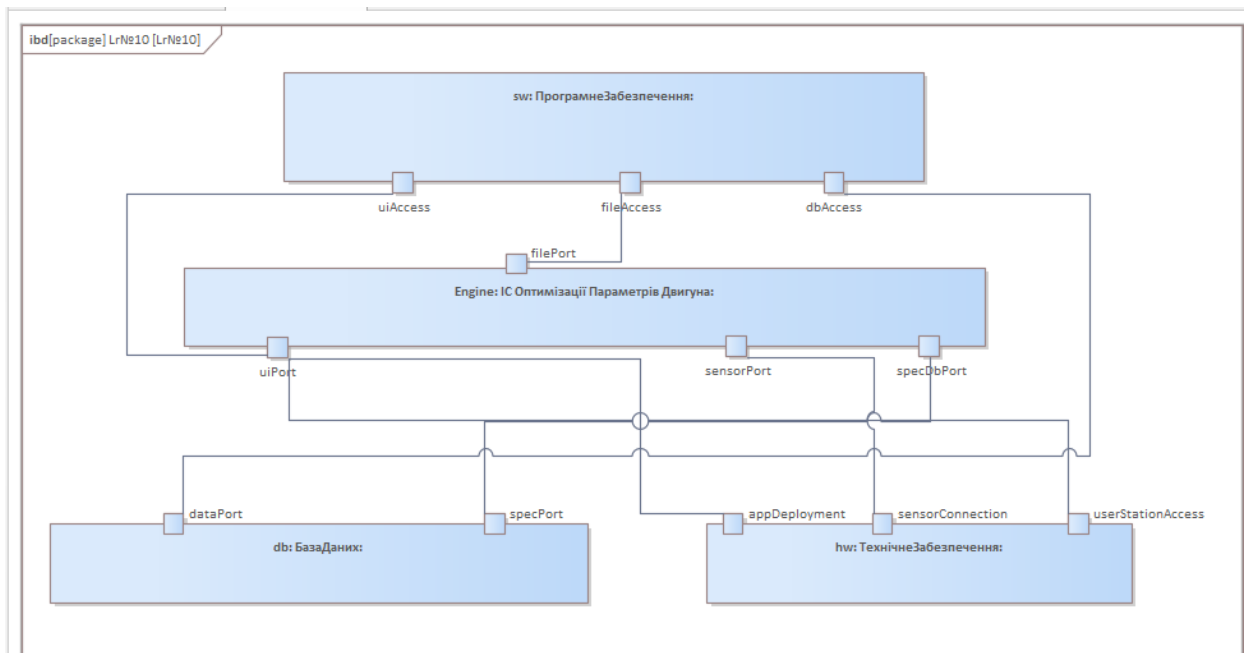 ibd[package] Lr№10 [Lr№10]
sw: ПрограмнеЗабезпечення:
uiAccess
fileAccess
dbAccess
filePort
Engine: ІС Оптимізації Параметрів Двигуна:
uiPort
sensorPort
specDbPort
dataPort
specPort
appDeployment
sensorConnection
userStationAccess
db: БазаДаних:
hw: ТехнічнеЗабезпечення: